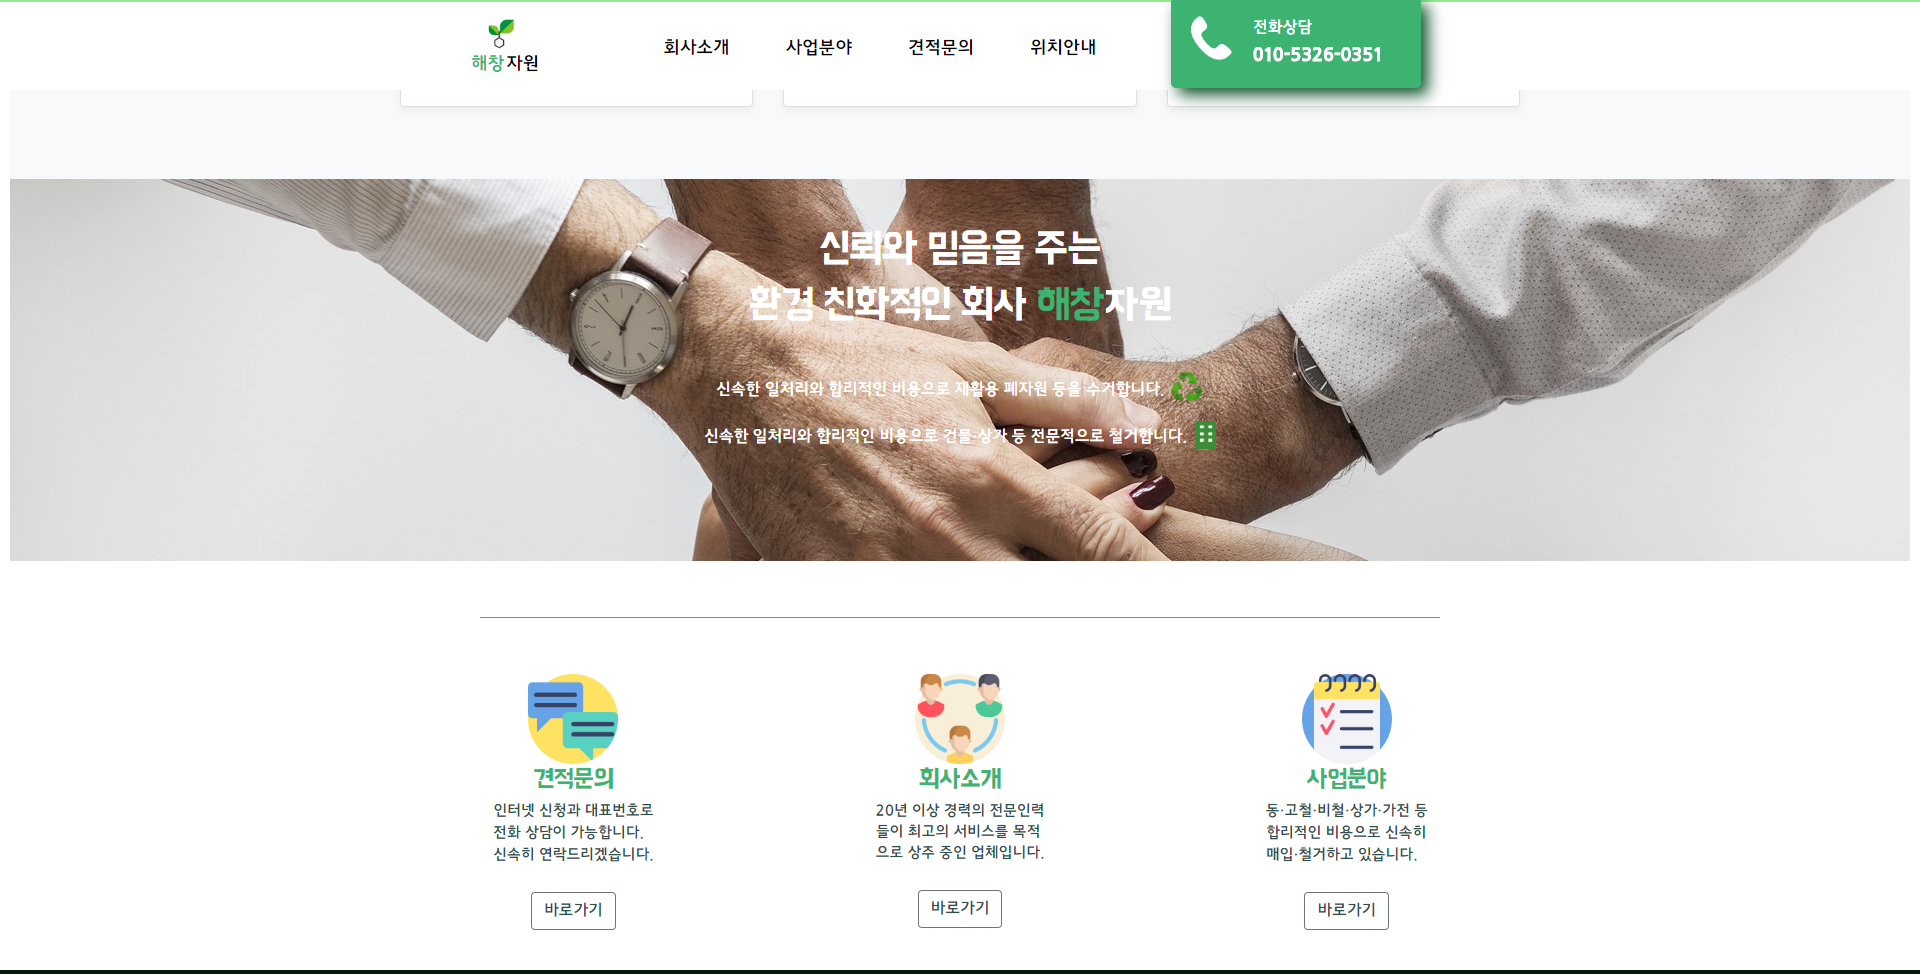 해창자원
회사소개
사업분야
견적문의
위치안내
전화상담
010-5326-0351
신뢰와 믿음을 주는
환경 친화적인 회사 해창자원
신속한 일처리와 합리적인 비용으로 재활용 폐자원 등을 수거합니다.
신속한 일처리와 합리적인 비용으로 건물·상가 등 전문적으로 철거합니다.
견적문의
인터넷 신청과 대표번호로
전화 상담이 가능합니다.
신속히 연락드리겠습니다.
바로가기
회사소개
20년 이상 경력의 전문인력
들이 최고의 서비스를 목적
으로 상주 중인 업체입니다.
바로가기
사업분야
동·고철·비철·상가·가전 등
합리적인 비용으로 신속히
매입·철거하고 있습니다.
바로가기